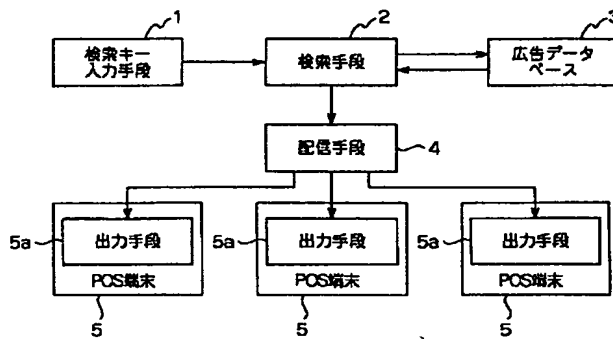 1
2
3
検索キー
入力手段
検索手段
広告データ
ベース
配信手段
4
5a
出力手段
POS端末
5
5a
出力手段
POS端末
5
5a
出力手段
POS端末
5